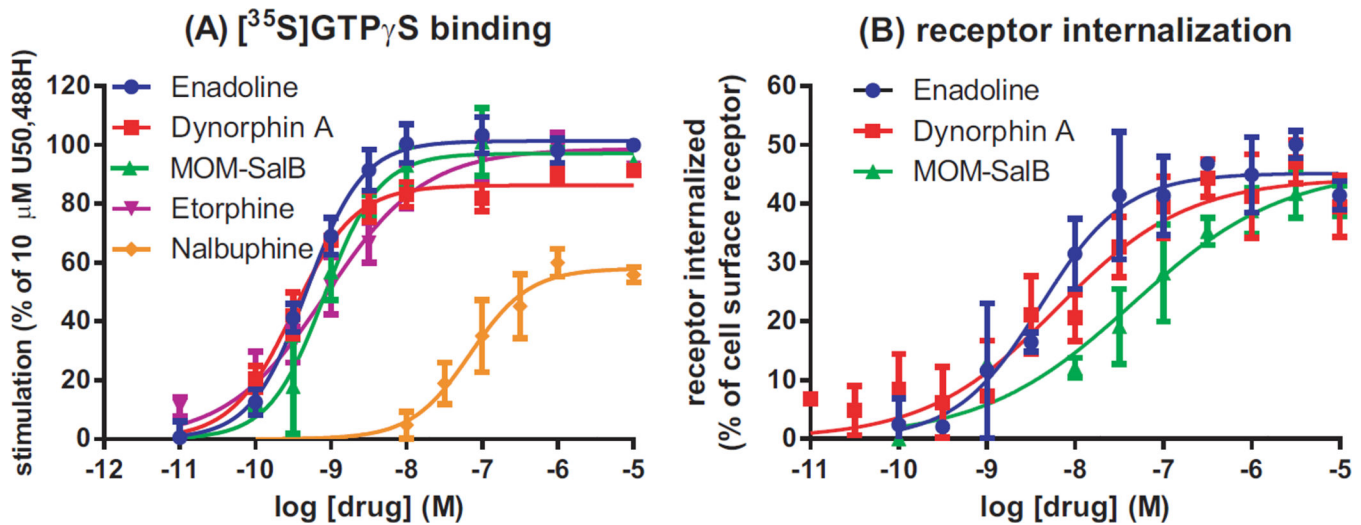 (A) [³⁵S]GTPγS binding
stimulation (% of 10 μM U50,488H)
120
100
80
60
40
20
0
Enadoline
Dynorphin A
MOM-SalB
Etorphine
Nalbuphine
-12 -11 -10 -9 -8 -7 -6 -5
log [drug] (M)
(B) receptor internalization
receptor internalized
(% of cell surface receptor)
60
50
40
30
20
10
0
Enadoline
Dynorphin A
MOM-SalB
-11 -10 -9 -8 -7 -6 -5
log [drug] (M)